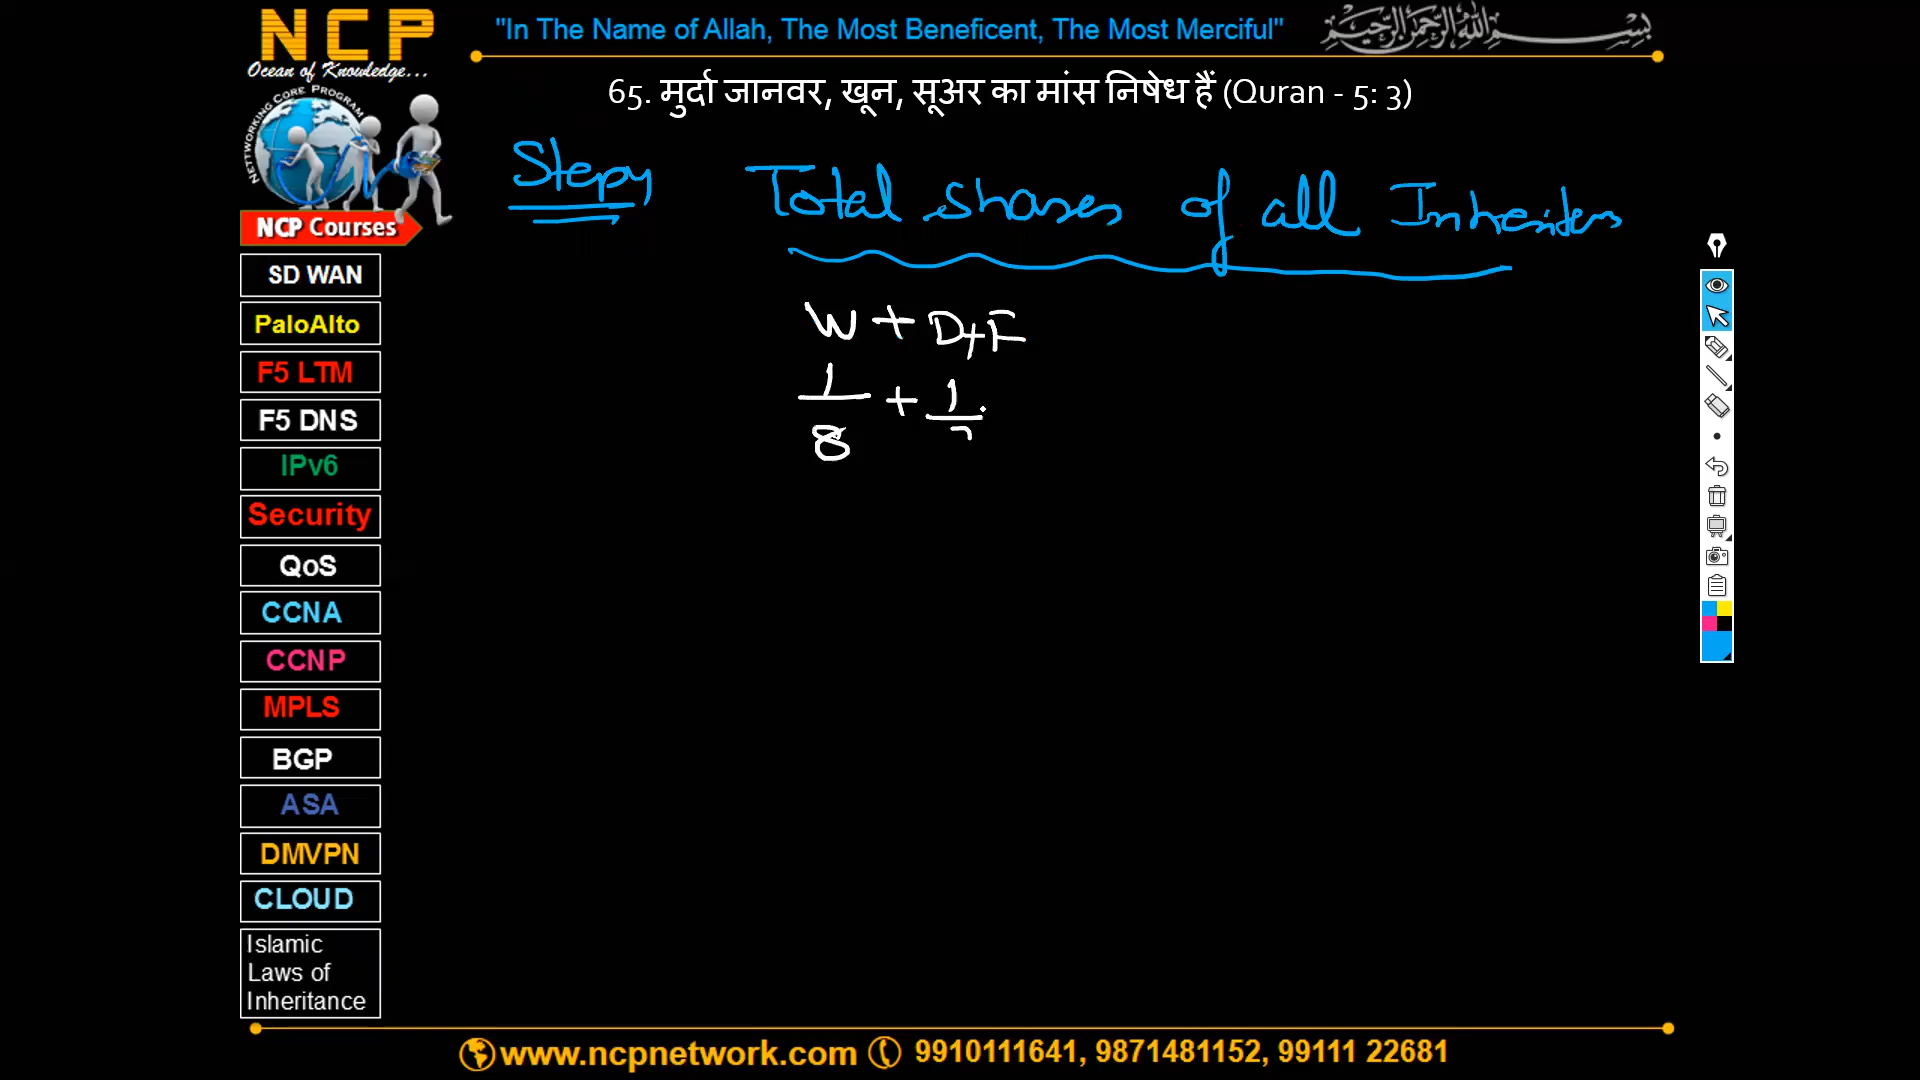 NCP
Ocean of Knowledge...
"In The Name of Allah, The Most Beneficent, The Most Merciful"
بسم الله الرحمن الرحيم
NETTWORKING CORE PROGRAM
65. मुर्दा जानवर, खून, सूअर का मांस निषेध हैं (Quran - 5: 3)
Total shares of all Inheriters
W + D + F
1/8 + 1/
NCP Courses
SD WAN
PaloAlto
F5 LTM
F5 DNS
IPv6
Security
QoS
CCNA
CCNP
MPLS
BGP
ASA
DMVPN
CLOUD
Islamic
Laws of
Inheritance
www.ncpnetwork.com 9910111641, 9871481152, 99111 22681